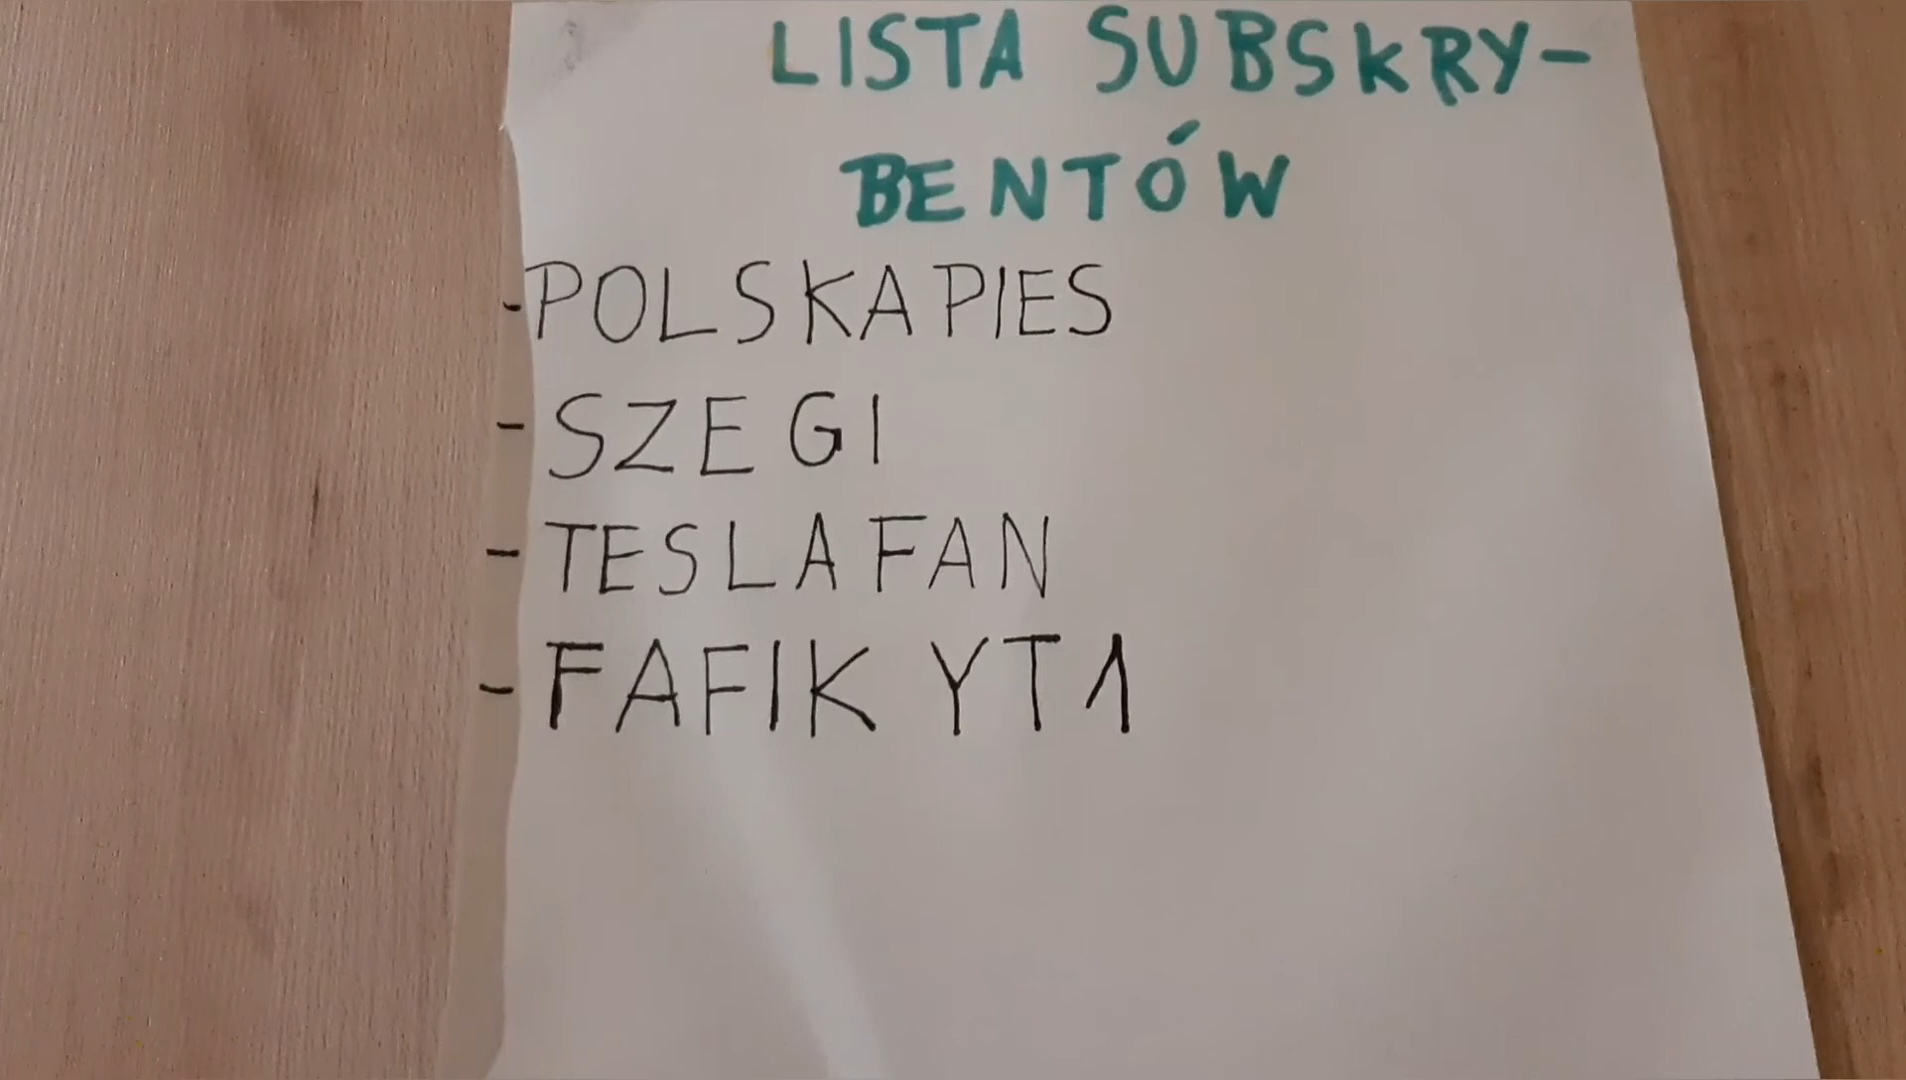 LISTA SUBSKRY-
BENTÓW
- POLSKAPIES
- SZEGI
- TESLAFAN
- FAFIK YT1